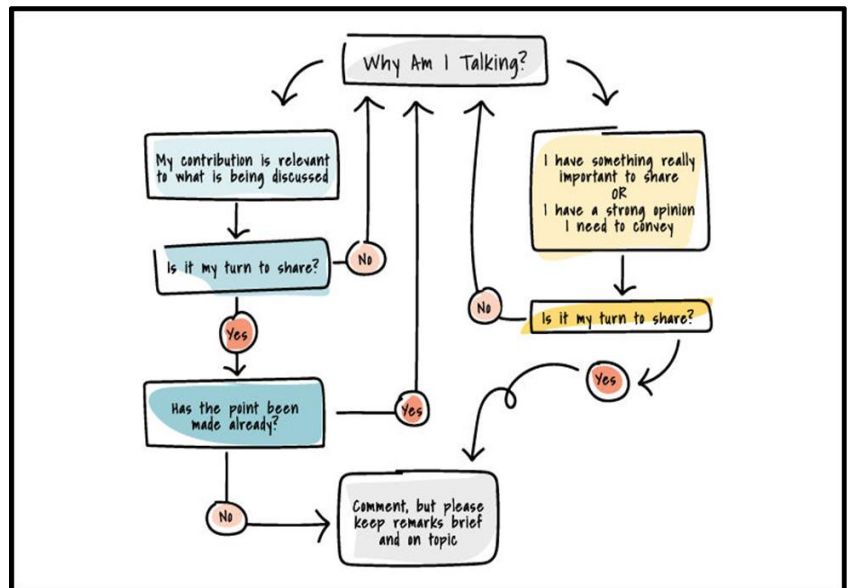 Why Am I Talking?
My contribution is relevant
to what is being discussed
Is it my turn to share?
No
Yes
Has the point been
made already?
Yes
No
I have something really
important to share
OR
I have a strong opinion
I need to convey
Is it my turn to share?
No
Yes
Comment, but please
keep remarks brief
and on topic